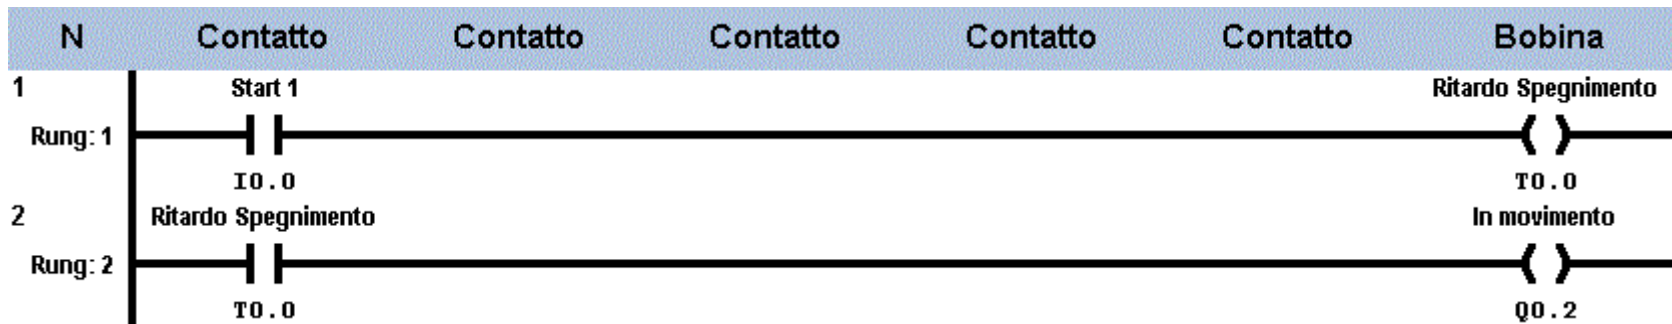 N Contatto Contatto Contatto Contatto Contatto Bobina
1 Start 1 Ritardo Spegnimento
Rung: 1
I0.0 T0.0
2 Ritardo Spegnimento In movimento
Rung: 2
T0.0 Q0.2